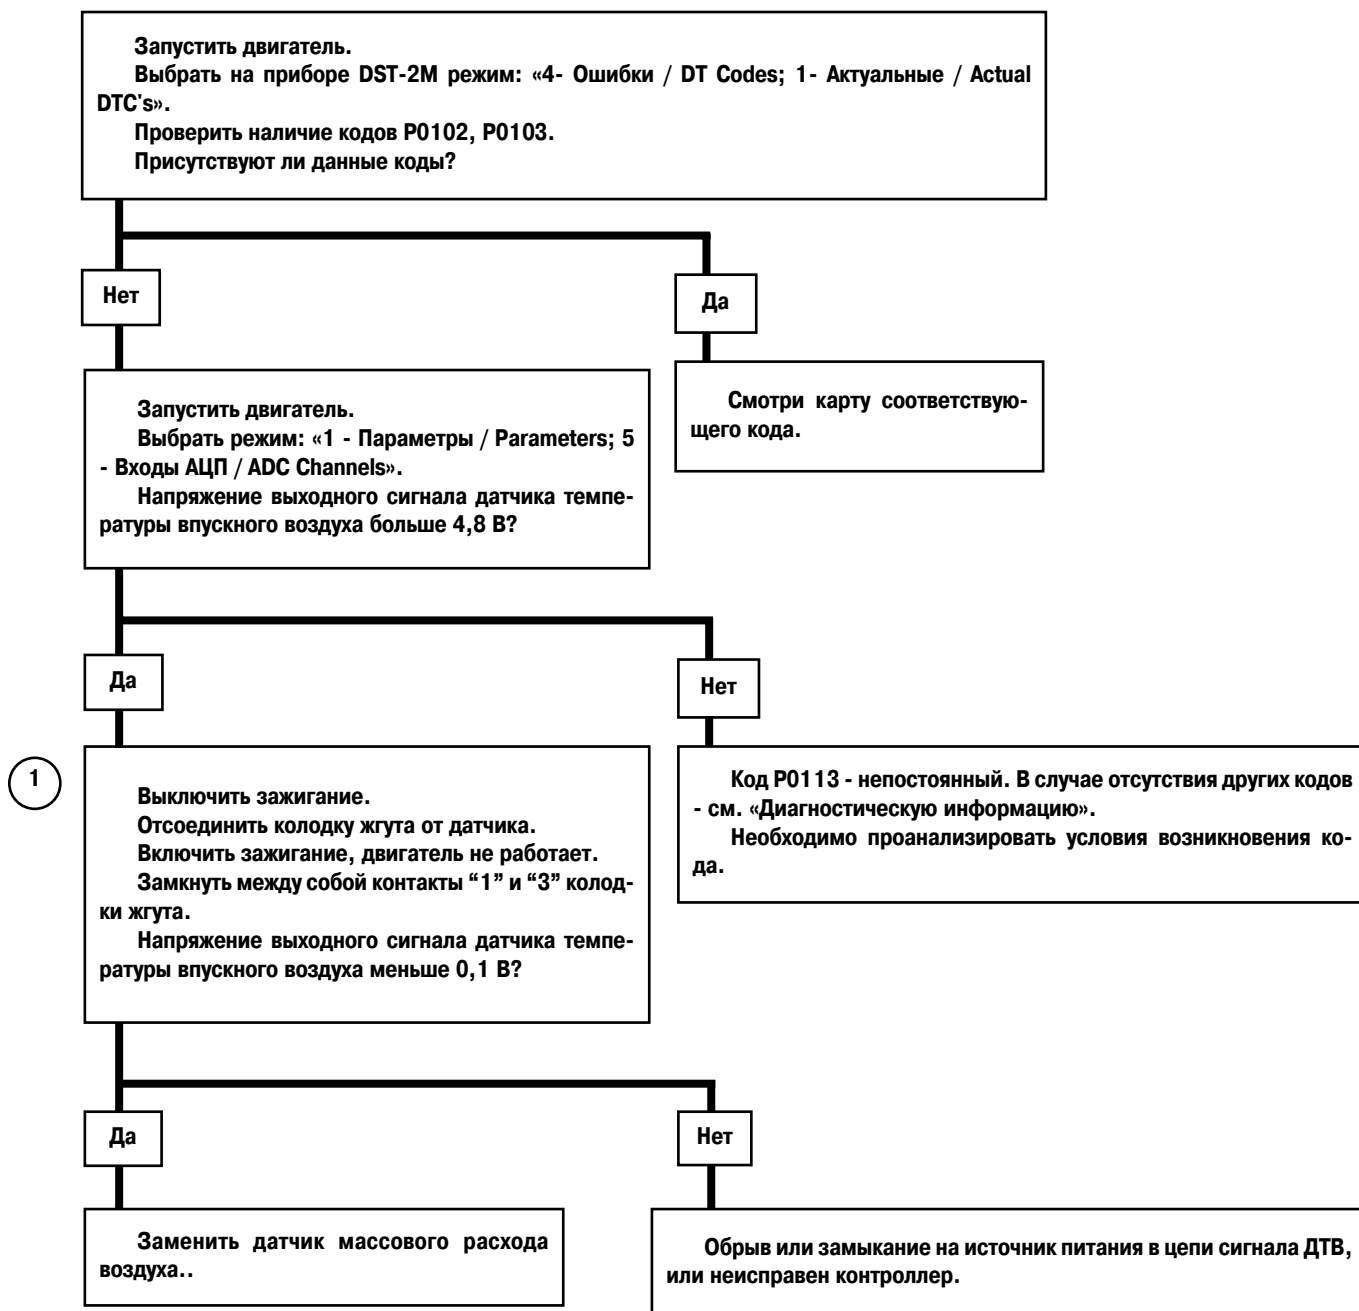 Запустить двигатель.
Выбрать на приборе DST-2M режим: «4- Ошибки / DT Codes; 1- Актуальные / Actual
DTC's».
Проверить наличие кодов Р0102, Р0103.
Присутствуют ли данные коды?
Нет
Да
Запустить двигатель.
Выбрать режим: «1 - Параметры / Parameters; 5
- Входы АЦП / ADC Channels».
Напряжение выходного сигнала датчика темпе-
ратуры впускного воздуха больше 4,8 В?
Смотри карту соответствую-
щего кода.
Да
Нет
1
Выключить зажигание.
Отсоединить колодку жгута от датчика.
Включить зажигание, двигатель не работает.
Замкнуть между собой контакты “1” и “3” колод-
ки жгута.
Напряжение выходного сигнала датчика темпе-
ратуры впускного воздуха меньше 0,1 В?
Код Р0113 - непостоянный. В случае отсутствия других кодов
- см. «Диагностическую информацию».
Необходимо проанализировать условия возникновения ко-
да.
Да
Нет
Заменить датчик массового расхода
воздуха..
Обрыв или замыкание на источник питания в цепи сигнала ДТВ,
или неисправен контроллер.